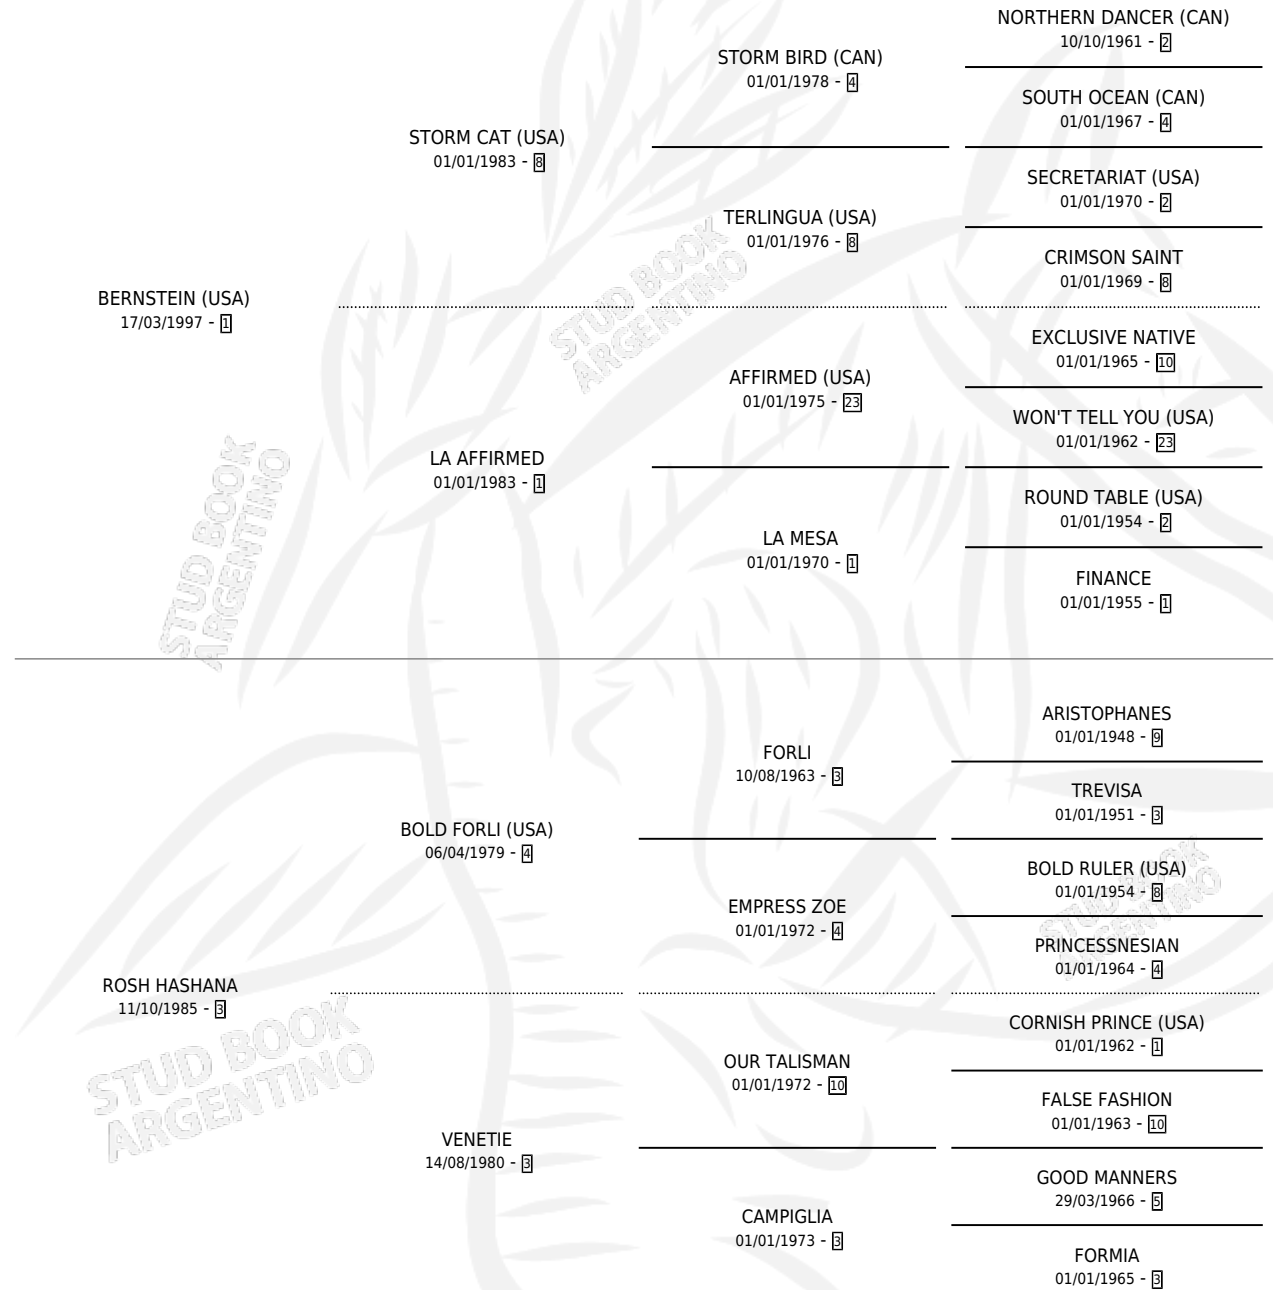 NORTHERN DANCER (CAN)
10/10/1961 - 2
STORM BIRD (CAN)
01/01/1978 - 4
SOUTH OCEAN (CAN)
01/01/1967 - 4
STORM CAT (USA)
01/01/1983 - 8
SECRETARIAT (USA)
01/01/1970 - 2
TERLINGUA (USA)
01/01/1976 - 8
CRIMSON SAINT
01/01/1969 - 8
BERNSTEIN (USA)
17/03/1997 - 1
EXCLUSIVE NATIVE
01/01/1965 - 10
AFFIRMED (USA)
01/01/1975 - 23
WON'T TELL YOU (USA)
01/01/1962 - 23
LA AFFIRMED
01/01/1983 - 1
ROUND TABLE (USA)
01/01/1954 - 2
LA MESA
01/01/1970 - 1
FINANCE
01/01/1955 - 1
STUD BOOK
ARGENTINO
STUD BOOK
ARGENTINO
ARISTOPHANES
01/01/1948 - 9
FORLI
10/08/1963 - 3
TREVISA
01/01/1951 - 3
BOLD FORLI (USA)
06/04/1979 - 4
BOLD RULER (USA)
01/01/1954 - 8
EMPRESS ZOE
01/01/1972 - 4
PRINCESSNESIAN
01/01/1964 - 4
STUD BOOK
ARGENTINO
ROSH HASHANA
11/10/1985 - 3
CORNISH PRINCE (USA)
01/01/1962 - 1
OUR TALISMAN
01/01/1972 - 10
FALSE FASHION
01/01/1963 - 10
STUD BOOK
ARGENTINO
VENETIE
14/08/1980 - 3
GOOD MANNERS
29/03/1966 - 5
CAMPIGLIA
01/01/1973 - 3
FORMIA
01/01/1965 - 3